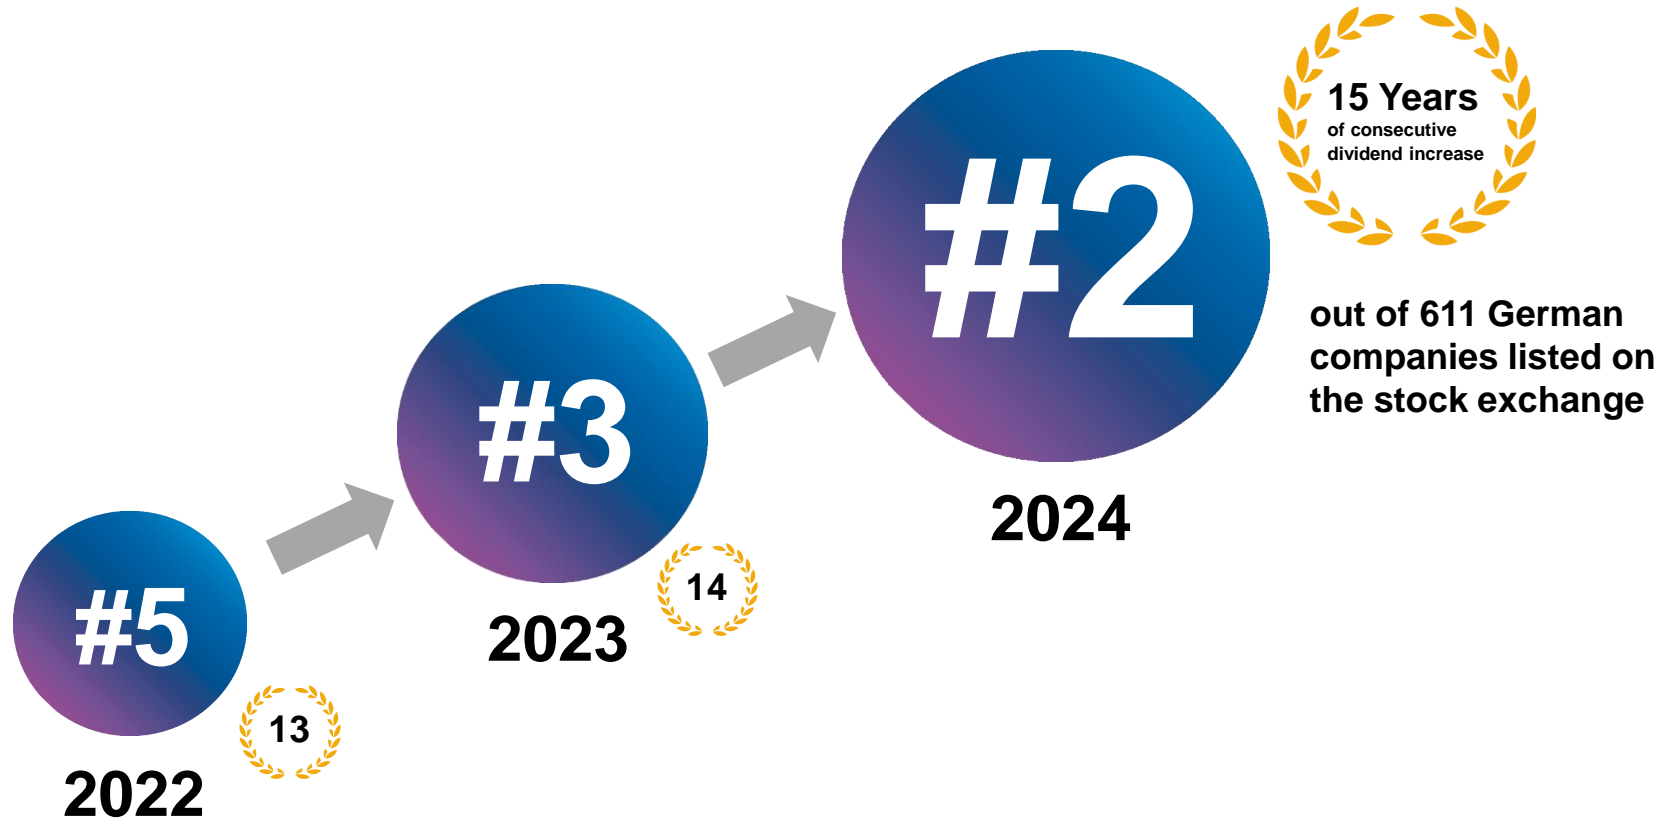 #5
13
2022
#3
14
2023
#2
2024
15 Years
of consecutive
dividend increase
out of 611 German
companies listed on
the stock exchange